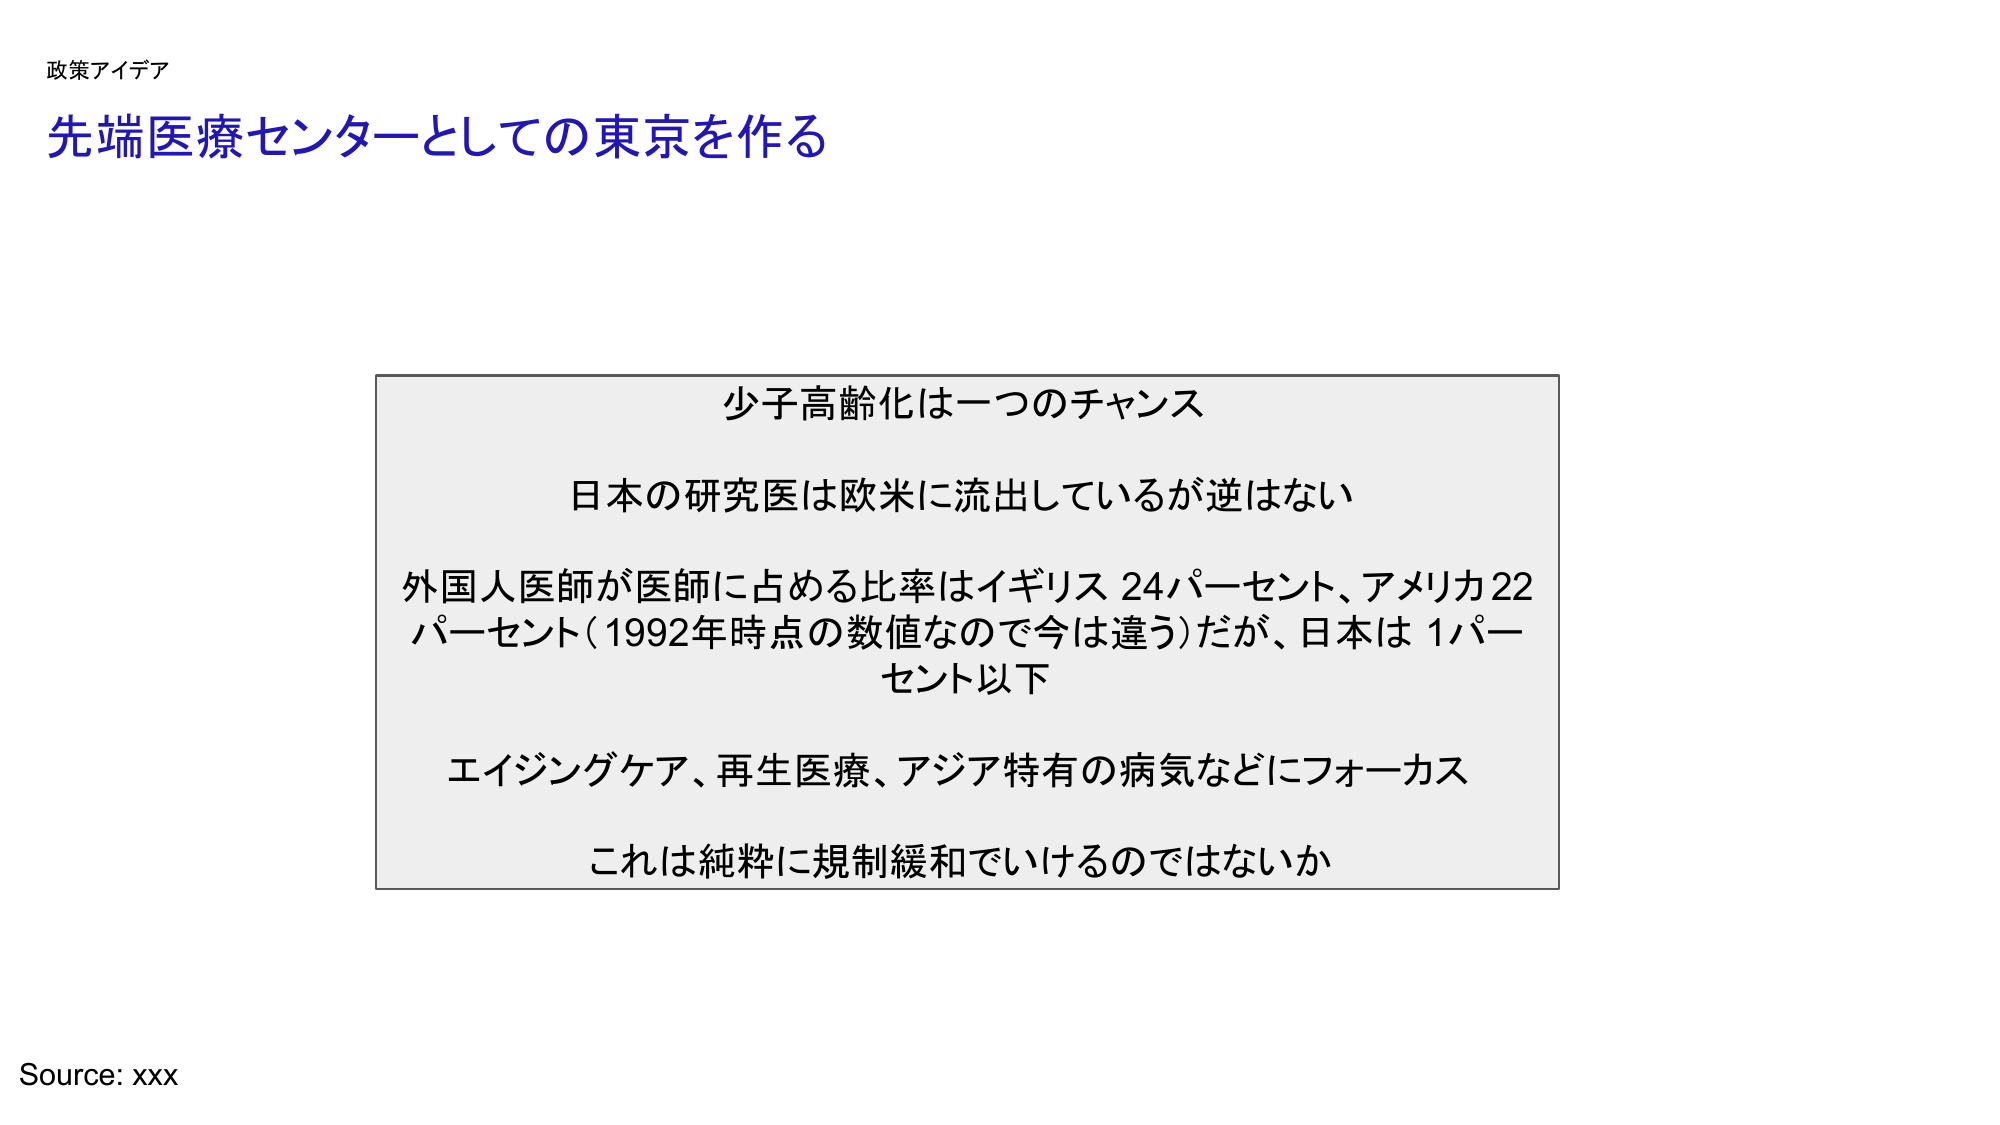 政策アイデア
先端医療センターとしての東京を作る
少子高齢化は一つのチャンス
日本の研究医は欧米に流出しているが逆はない
外国人医師が医師に占める比率はイギリス 24パーセント、アメリカ22
パーセント(1992年時点の数値なので今は違う)だが、日本は 1パー
セント以下
エイジングケア、再生医療、アジア特有の病気などにフォーカス
これは純粋に規制緩和でいけるのではないか
Source: xxx